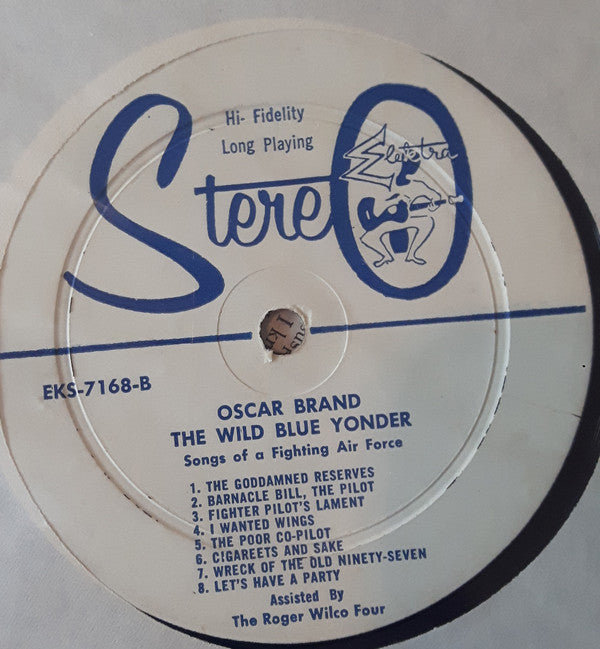 Hi- Fidelity
Long Playing
StereO
Elektra
EKS-7168-B
OSCAR BRAND
THE WILD BLUE YONDER
Songs of a Fighting Air Force
1. THE GODDAMNED RESERVES
2. BARNACLE BILL, THE PILOT
3. FIGHTER PILOT'S LAMENT
4. I WANTED WINGS
5. THE POOR CO-PILOT
6. CIGAREETS AND SAKE
7. WRECK OF THE OLD NINETY-SEVEN
8. LET'S HAVE A PARTY
Assisted By
The Roger Wilco Four